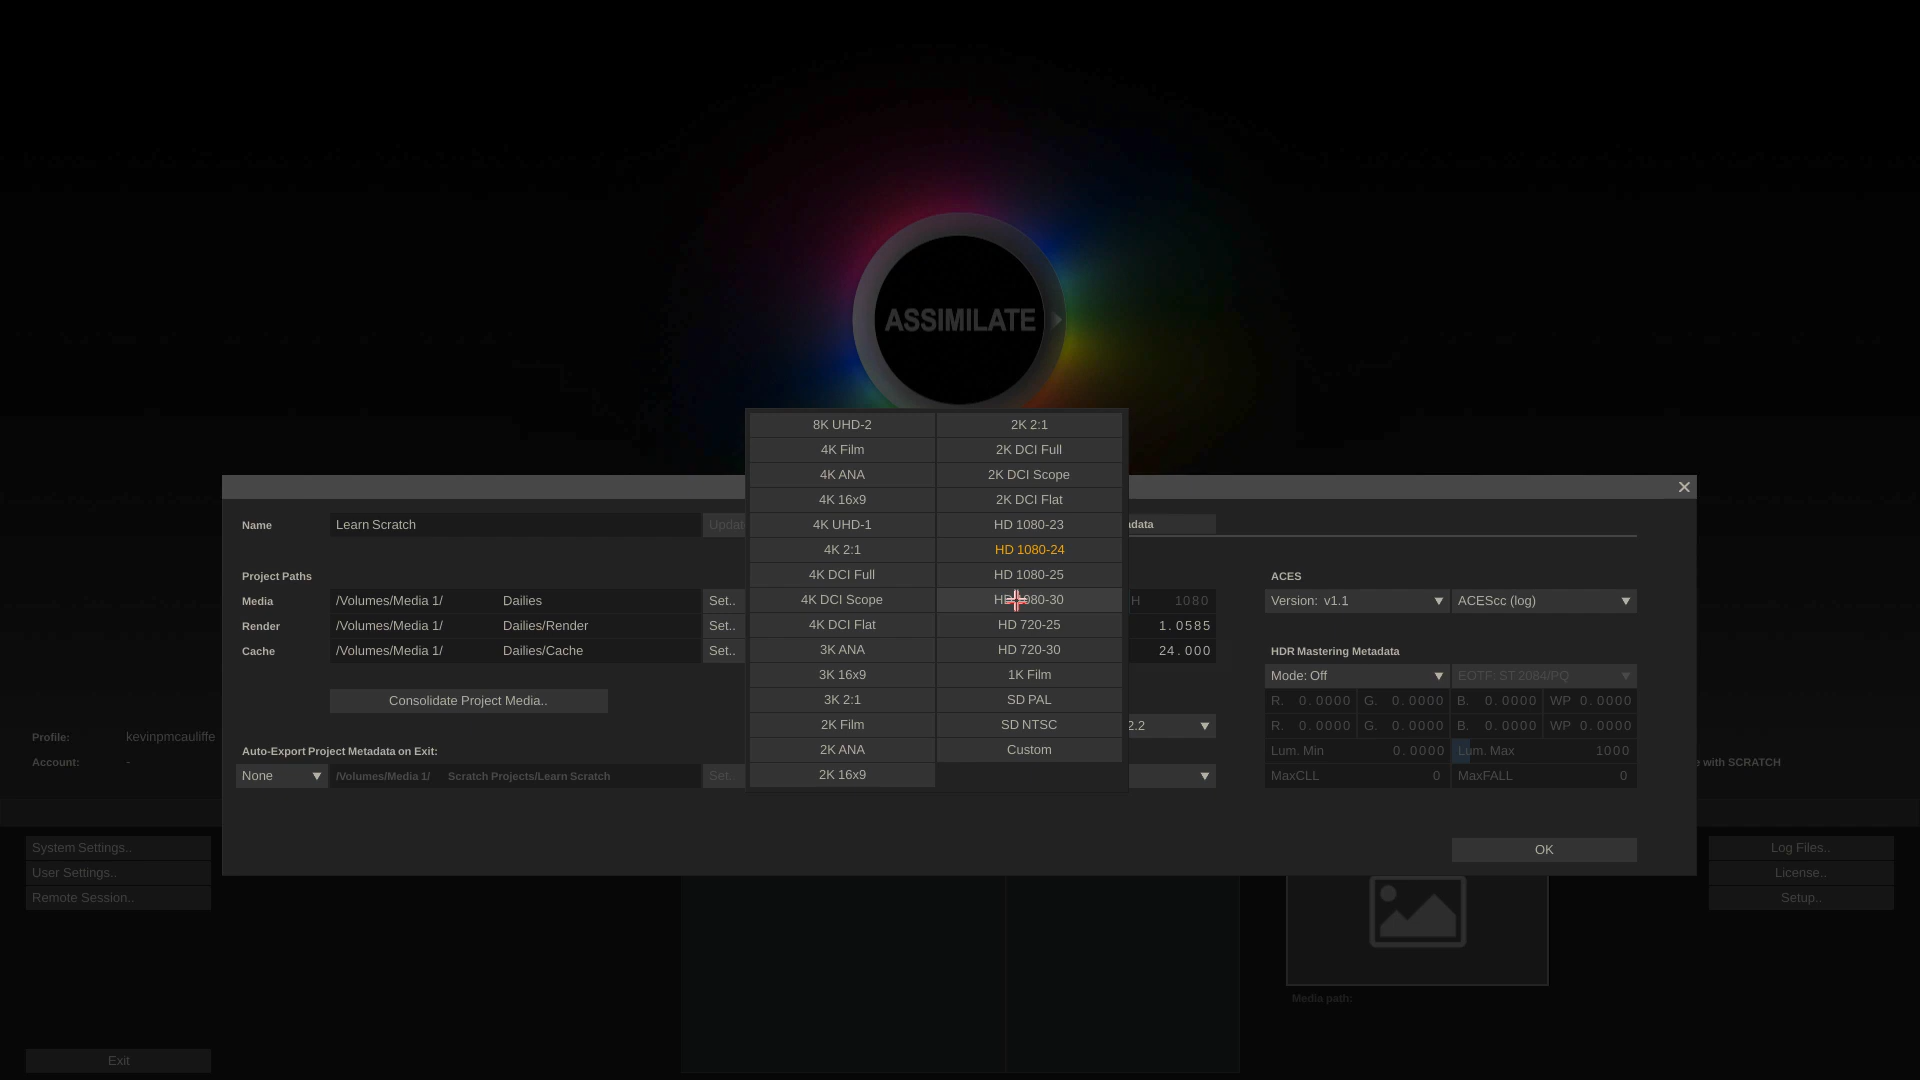 ASSIMILATE
8K UHD-2
2K 2:1
4K Film
2K DCI Full
4K ANA
2K DCI Scope
4K 16x9
2K DCI Flat
4K UHD-1
HD 1080-23
4K 2:1
HD 1080-24
4K DCI Full
HD 1080-25
4K DCI Scope
HD 1080-30
4K DCI Flat
HD 720-25
3K ANA
HD 720-30
3K 16x9
1K Film
3K 2:1
SD PAL
2K Film
SD NTSC
2K ANA
Custom
2K 16x9
Name
Learn Scratch
Project Paths
Media
/Volumes/Media 1/
Dailies
Set..
Render
/Volumes/Media 1/
Dailies/Render
Set..
Cache
/Volumes/Media 1/
Dailies/Cache
Set..
Consolidate Project Media..
Auto-Export Project Metadata on Exit:
None
/Volumes/Media 1/
Scratch Projects/Learn Scratch
Set..
H 1080
1.0585
24.000
2.2
ACES
Version: v1.1
ACEScc (log)
HDR Mastering Metadata
Mode: Off
EOTF: ST 2084/PQ
R. 0.0000
G. 0.0000
B. 0.0000
WP 0.0000
R. 0.0000
G. 0.0000
B. 0.0000
WP 0.0000
Lum. Min 0.0000
Lum. Max 1000
MaxCLL 0
MaxFALL 0
OK
Profile: kevinpmcauliffe
Account: -
with SCRATCH
System Settings..
User Settings..
Remote Session..
Exit
Log Files..
License..
Setup..
Media path: